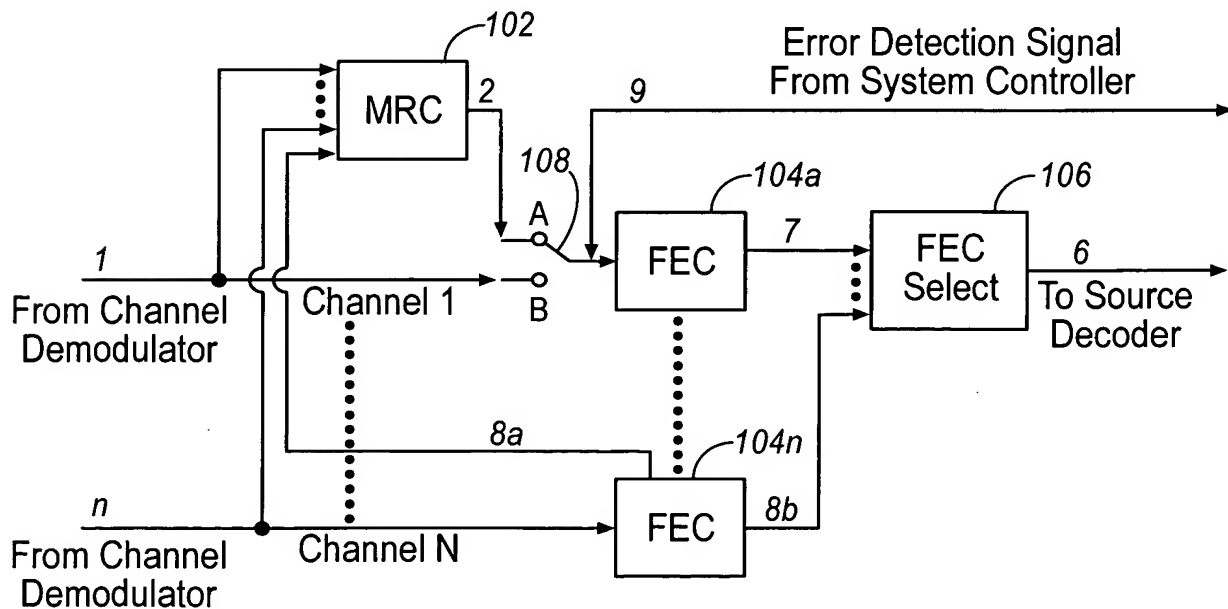 102
MRC
2
Error Detection Signal
From System Controller
9
108
A
B
104a
FEC
7
106
FEC
Select
6
To Source
Decoder
1
From Channel
Demodulator
Channel 1
8a
104n
FEC
8b
n
From Channel
Demodulator
Channel N